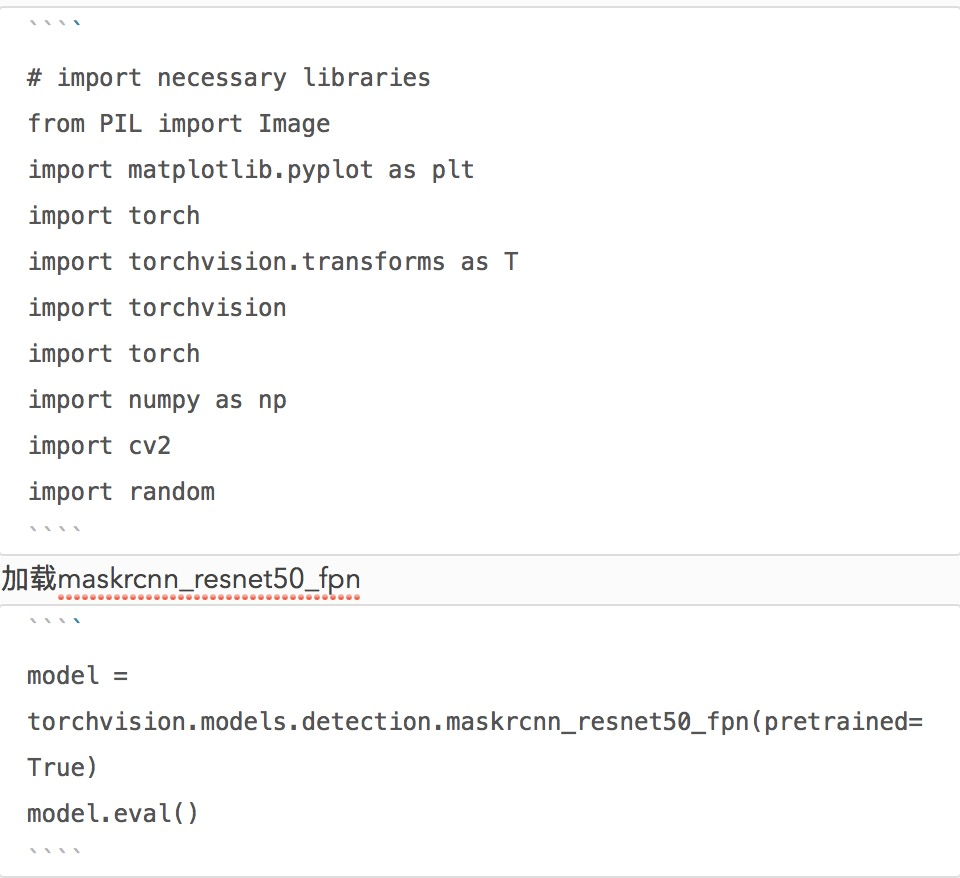 ````
# import necessary libraries
from PIL import Image
import matplotlib.pyplot as plt
import torch
import torchvision.transforms as T
import torchvision
import torch
import numpy as np
import cv2
import random
````
加载maskrcnn_resnet50_fpn
````
model =
torchvision.models.detection.maskrcnn_resnet50_fpn(pretrained=
True)
model.eval()
````